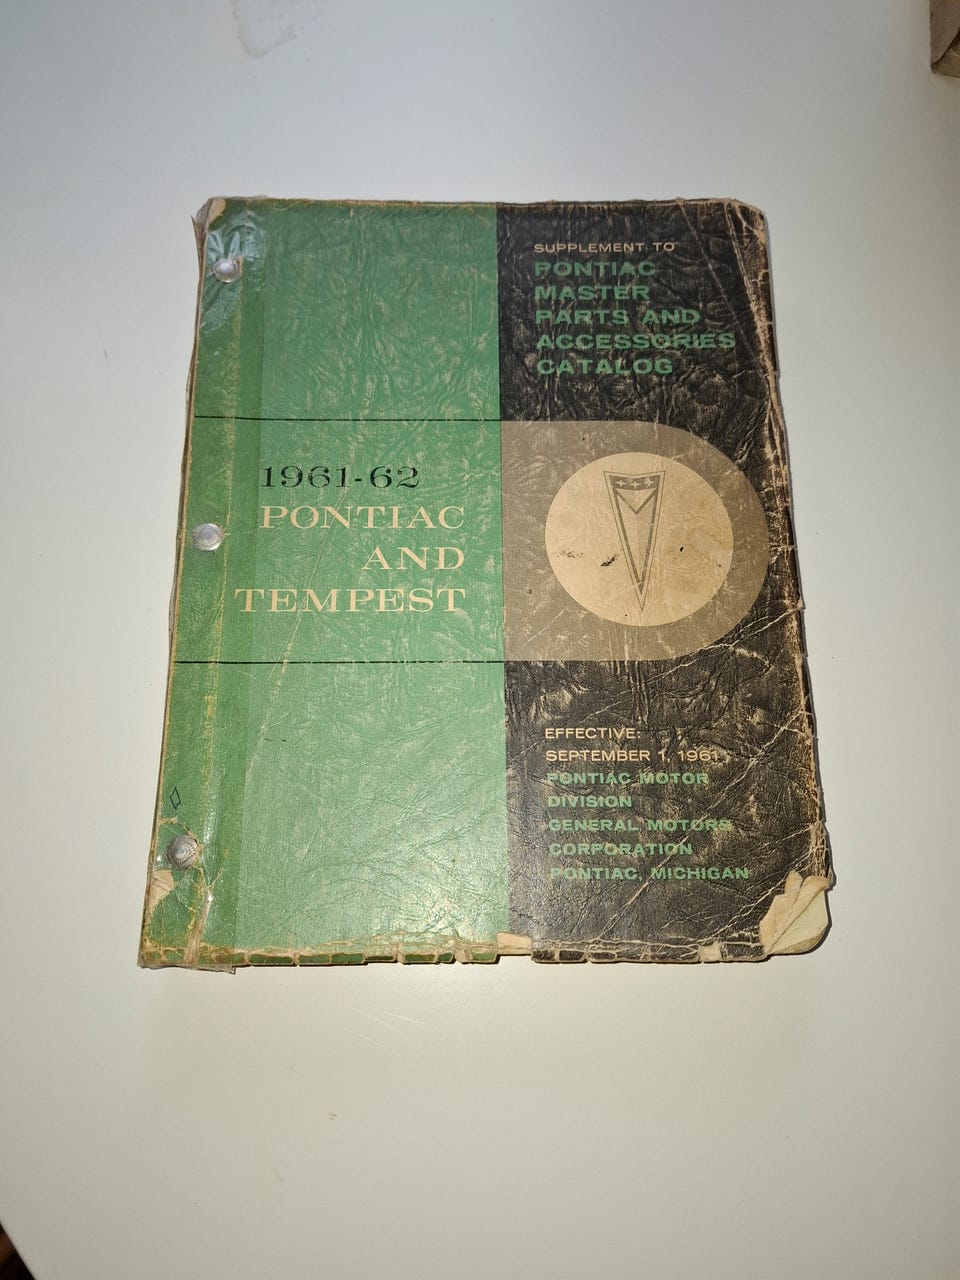 SUPPLEMENT TO
PONTIAC
MASTER
PARTS AND
ACCESSORIES
CATALOG
1961-62
PONTIAC
AND
TEMPEST
EFFECTIVE:
SEPTEMBER 1, 1961
PONTIAC MOTOR
DIVISION
GENERAL MOTORS
CORPORATION
PONTIAC, MICHIGAN